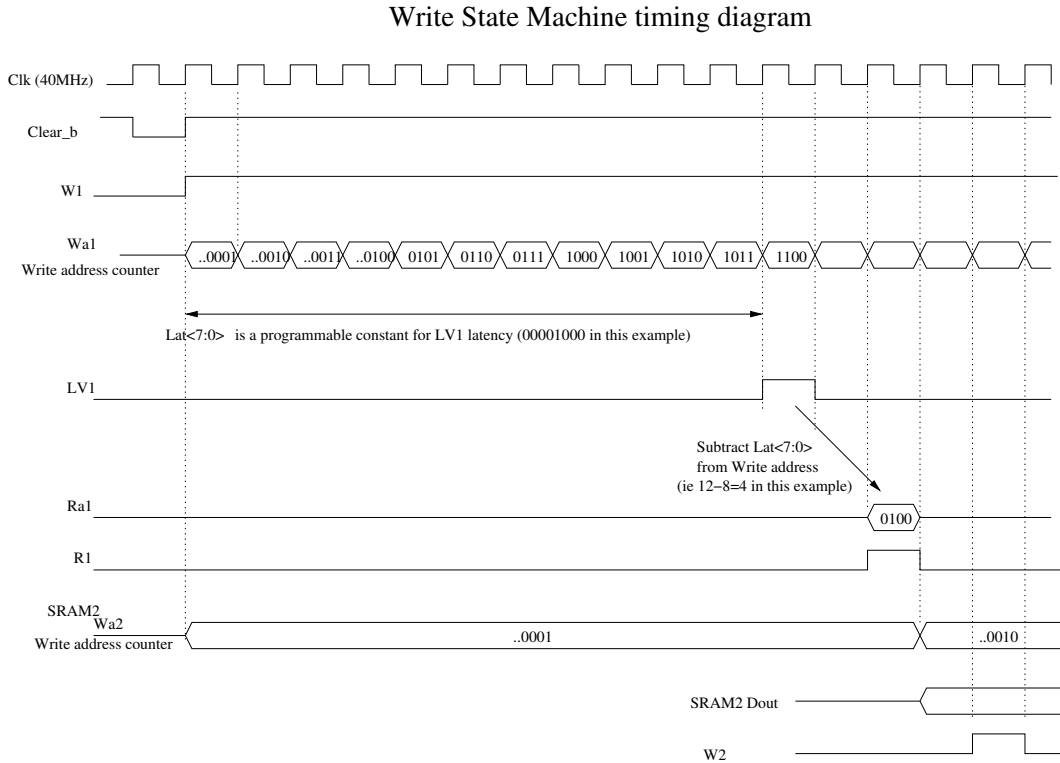 Write State Machine timing diagram
Clk (40MHz)
Clear_b
W1
Wa1
Write address counter
..0001 ..0010 ..0011 ..0100 0101 0110 0111 1000 1001 1010 1011 1100
Lat<7:0> is a programmable constant for LV1 latency (00001000 in this example)
LV1
Subtract Lat<7:0>
from Write address
(ie 12−8=4 in this example)
Ra1
0100
R1
SRAM2
Wa2
Write address counter
..0001 ..0010
SRAM2 Dout
W2